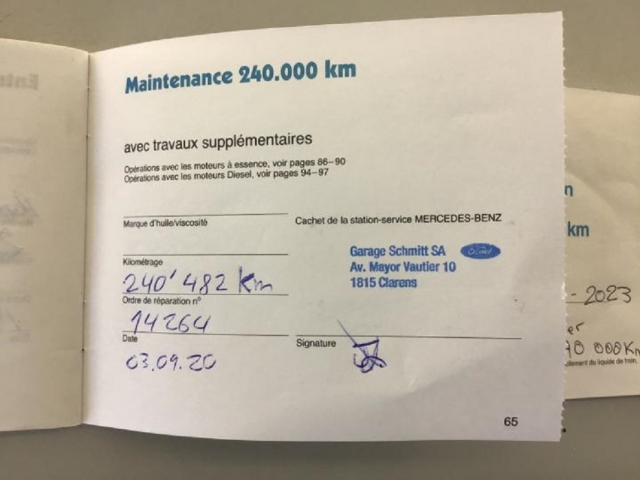 Maintenance 240.000 km
avec travaux supplémentaires
Opérations avec les moteurs à essence, voir pages 86–90
Opérations avec les moteurs Diesel, voir pages 94–97
Marque d'huile/viscosité
Cachet de la station-service MERCEDES-BENZ
Garage Schmitt SA Ford
Av. Mayor Vautier 10
1815 Clarens
Kilométrage
240'482 km
Ordre de réparation n°
14264
Date
03.09.20
Signature
65
n
km
- 2023
000 Km